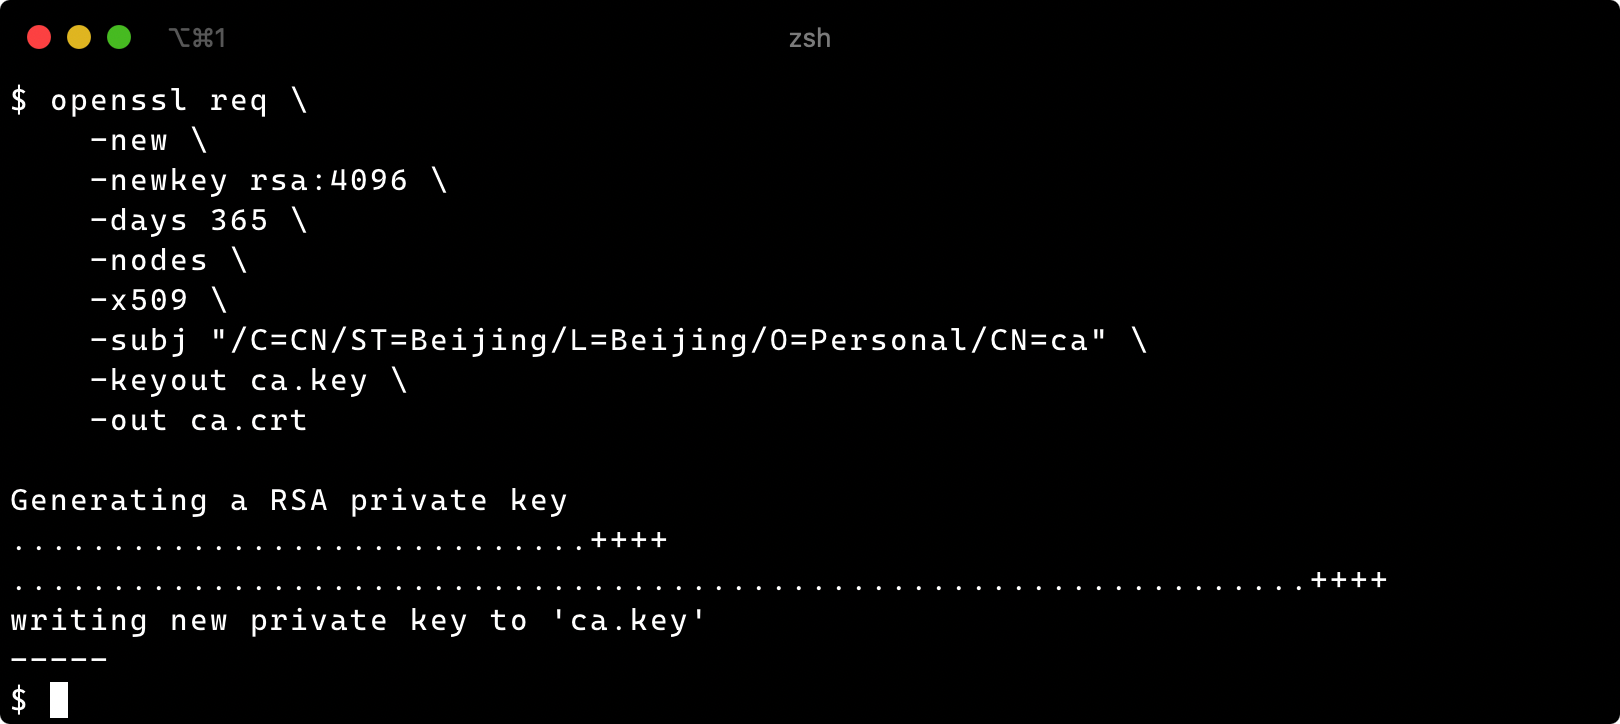 ⌥⌘1
zsh
$ openssl req \
    -new \
    -newkey rsa:4096 \
    -days 365 \
    -nodes \
    -x509 \
    -subj "/C=CN/ST=Beijing/L=Beijing/O=Personal/CN=ca" \
    -keyout ca.key \
    -out ca.crt
Generating a RSA private key
.............................++++
.................................................................++++
writing new private key to 'ca.key'
-----
$